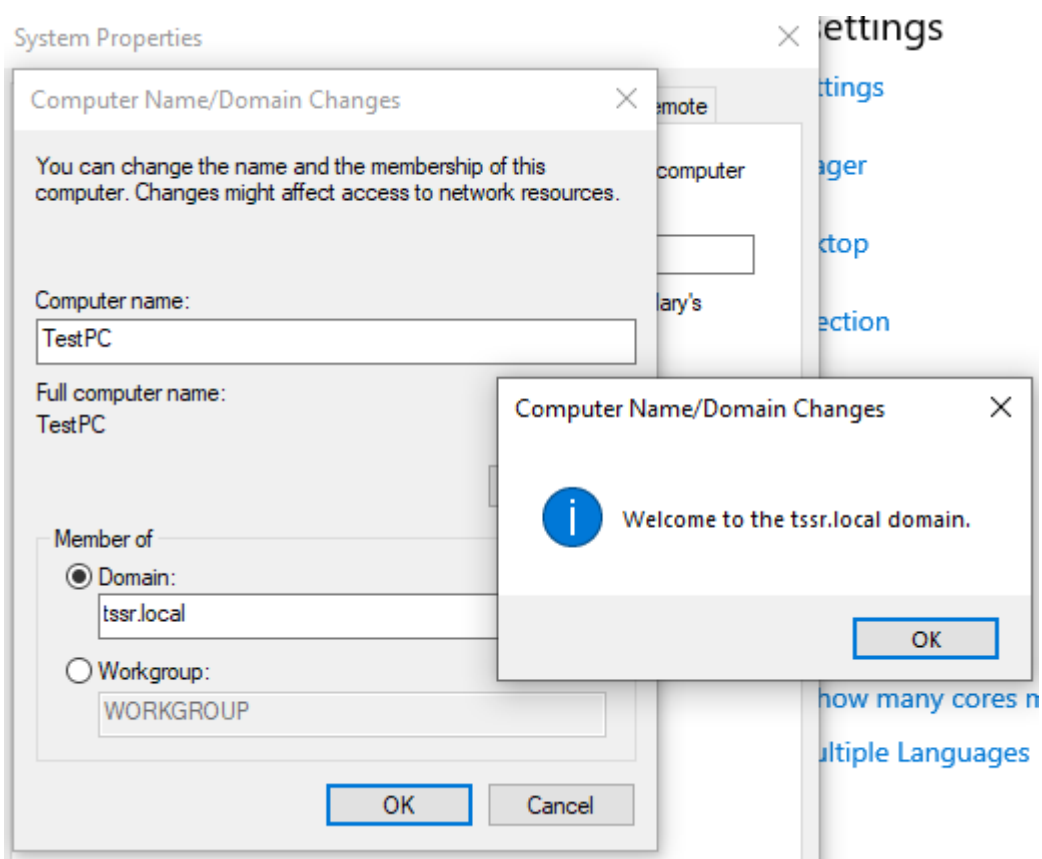 System Properties
Computer Name/Domain Changes
You can change the name and the membership of this
computer. Changes might affect access to network resources.
Computer name:
TestPC
Full computer name:
TestPC
Member of
Domain:
tssr.local
Workgroup:
WORKGROUP
OK
Cancel
emote
computer
lary's
Computer Name/Domain Changes
i
Welcome to the tssr.local domain.
OK
ettings
ttings
ager
ktop
ection
how many cores
ultiple Languages